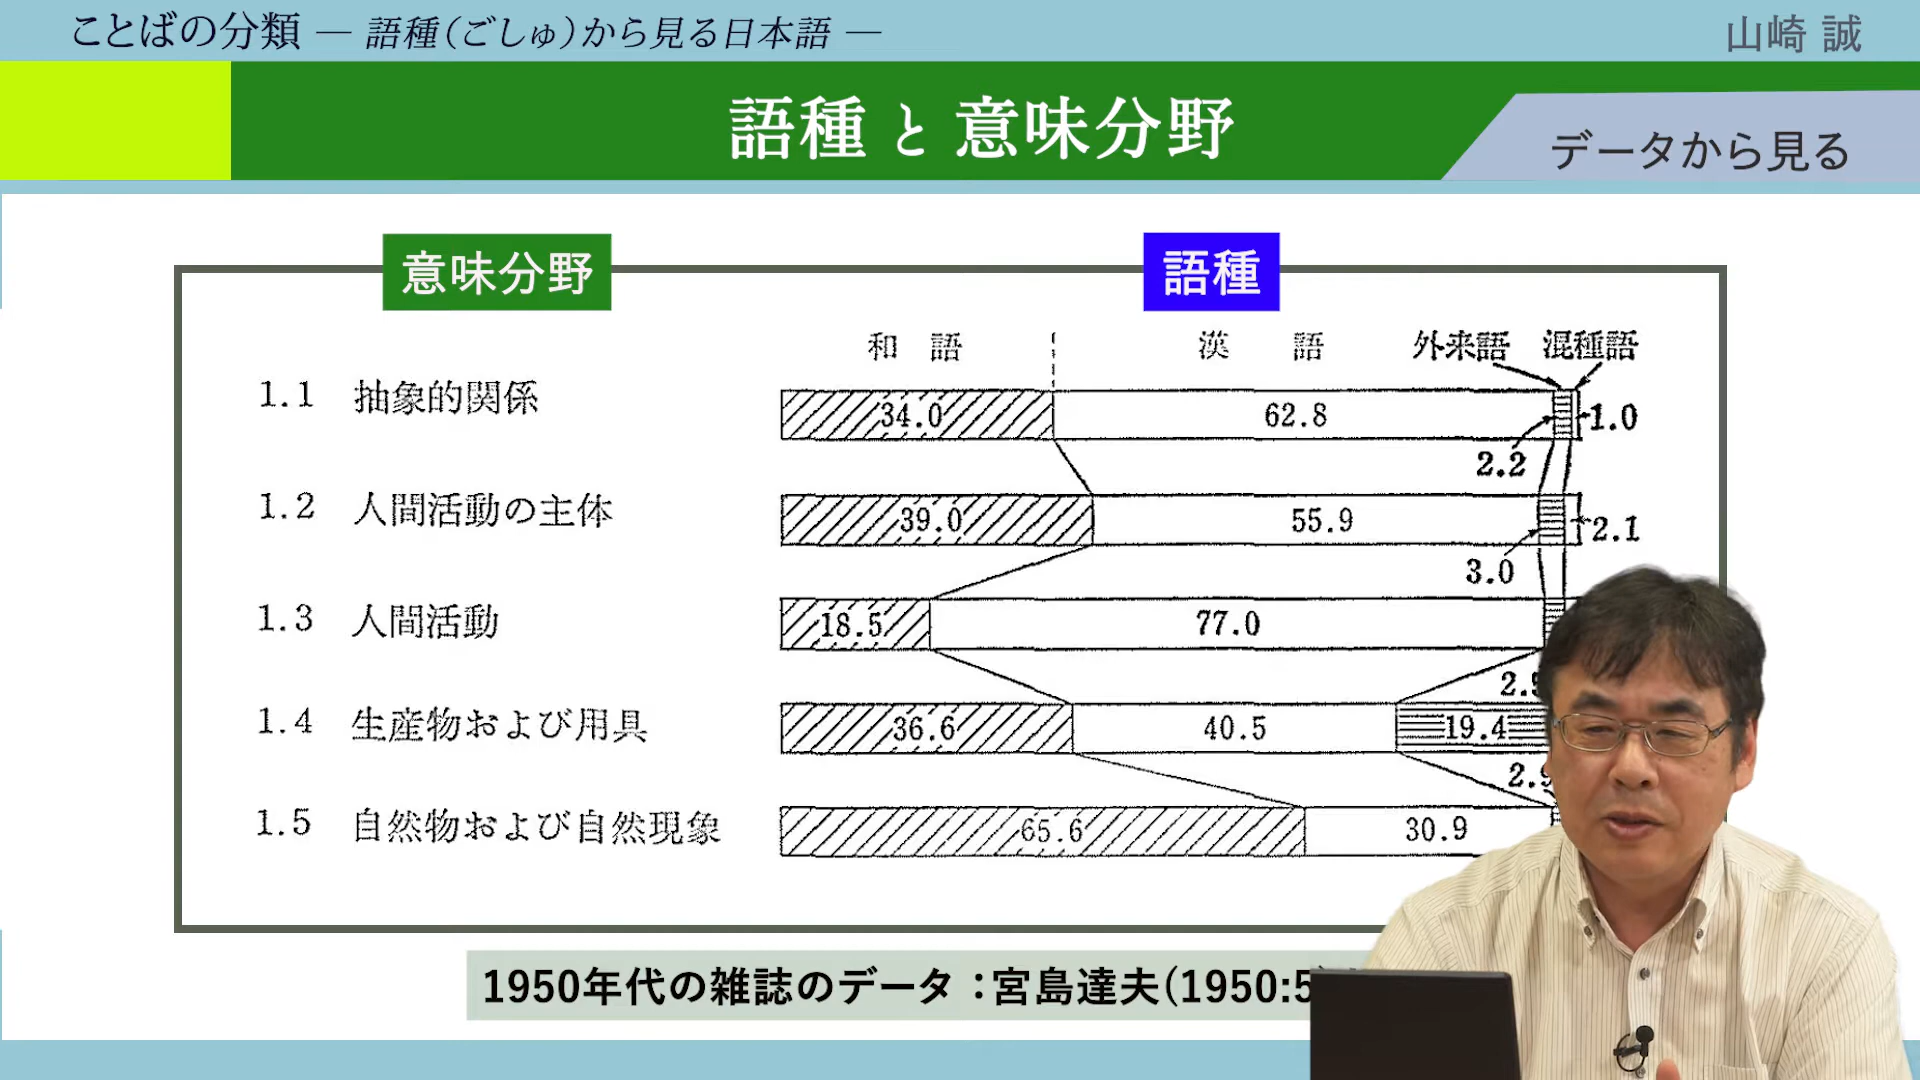 ことばの分類 ― 語種(ごしゅ)から見る日本語 ―
山崎 誠
語種 と 意味分野
データから見る
意味分野
語種
和語 漢語 外来語 混種語
1.1 抽象的関係 34.0 62.8 2.2 1.0
1.2 人間活動の主体 39.0 55.9 3.0 2.1
1.3 人間活動 18.5 77.0
1.4 生産物および用具 36.6 40.5 19.4
1.5 自然物および自然現象 65.6 30.9
1950年代の雑誌のデータ:宮島達夫(1950:5